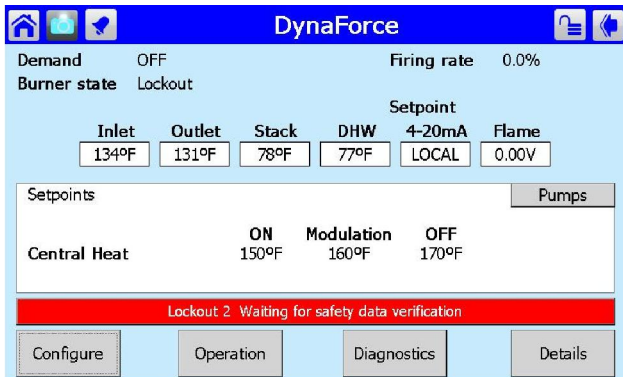 DynaForce
Demand OFF Firing rate 0.0%
Burner state Lockout
Setpoint
Inlet Outlet Stack DHW 4-20mA Flame
134ºF 131ºF 78ºF 77ºF LOCAL 0.00V
Setpoints Pumps
ON Modulation OFF
Central Heat 150ºF 160ºF 170ºF
Lockout 2 Waiting for safety data verification
Configure Operation Diagnostics Details